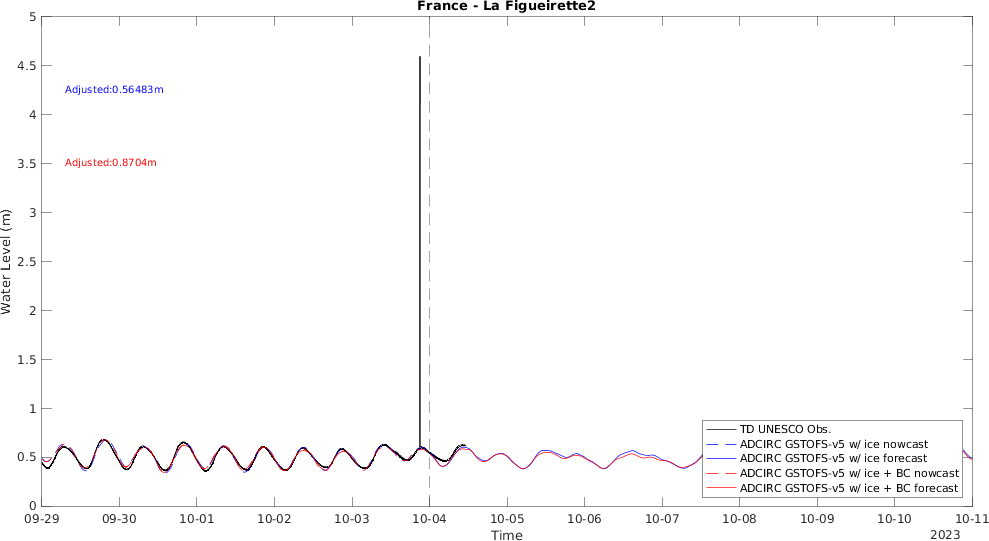 France - La Figueirette2
5
4.5
4
3.5
3
2.5
2
1.5
1
0.5
0
Water Level (m)
Adjusted:0.56483m
Adjusted:0.8704m
TD UNESCO Obs.
ADCIRC GSTOFS-v5 w/ ice nowcast
ADCIRC GSTOFS-v5 w/ ice forecast
ADCIRC GSTOFS-v5 w/ ice + BC nowcast
ADCIRC GSTOFS-v5 w/ ice + BC forecast
09-29 09-30 10-01 10-02 10-03 10-04 10-05 10-06 10-07 10-08 10-09 10-10 10-11
Time
2023